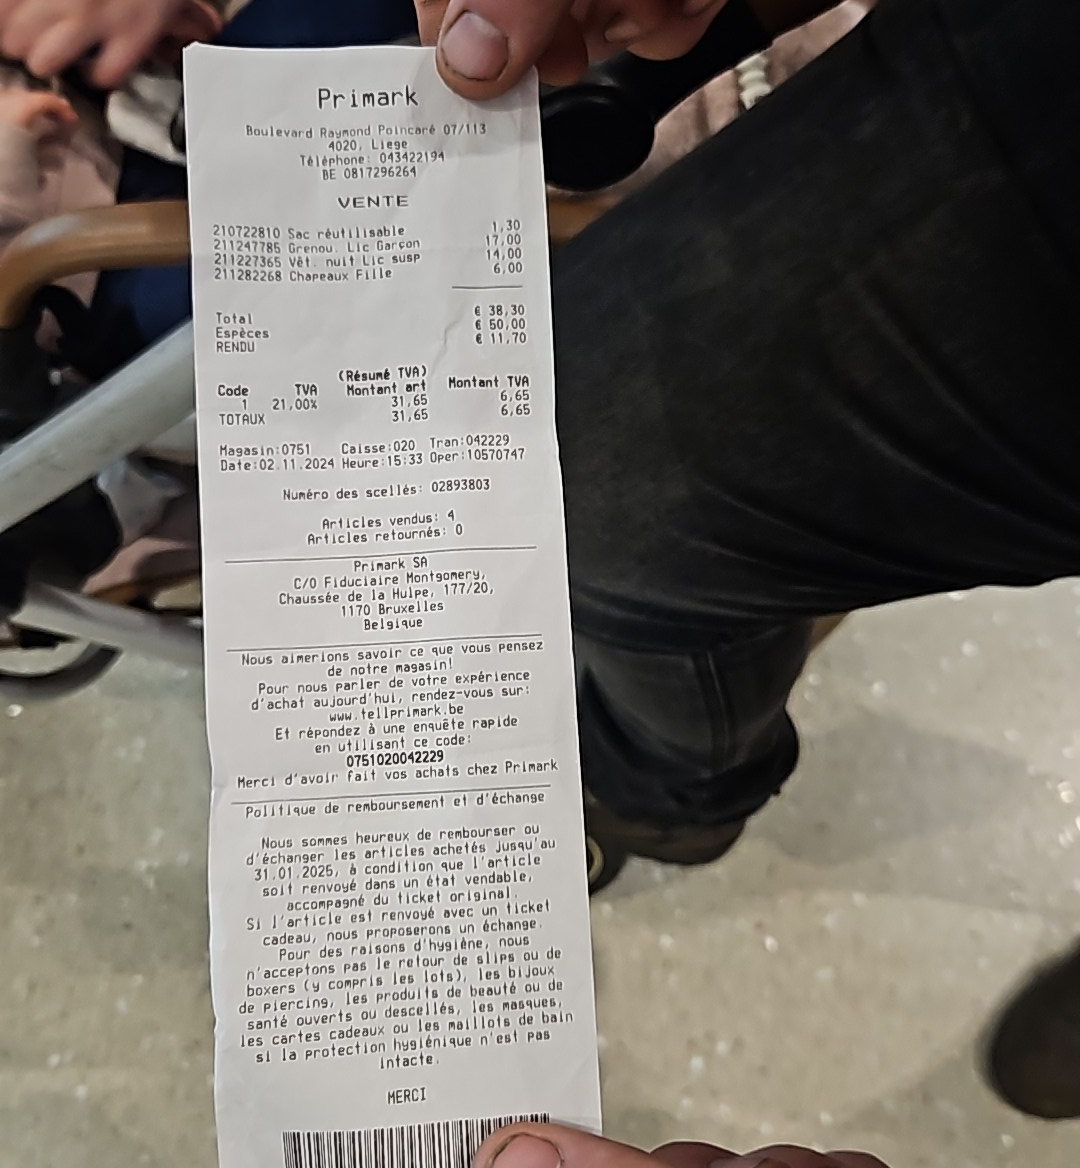 Primark
Boulevard Raymond Poincaré 07/113
4020, Liege
Téléphone: 043422194
BE 0817296264
VENTE
210722810 Sac réutilisable 1,30
211247785 Grenou. Lic Garçon 17,00
211227365 Vêt. nuit Lic susp 14,00
211282268 Chapeaux Fille 6,00
Total € 38,30
Espèces € 50,00
RENDU € 11,70
(Résumé TVA)
Code TVA Montant art Montant TVA
1 21,00% 31,65 6,65
TOTAUX 31,65 6,65
Magasin:0751 Caisse:020 Tran:042229
Date:02.11.2024 Heure:15:33 Oper:10570747
Numéro des scellés: 02893803
Articles vendus: 4
Articles retournés: 0
Primark SA
C/O Fiduciaire Montgomery,
Chaussée de la Hulpe, 177/20,
1170 Bruxelles
Belgique
Nous aimerions savoir ce que vous pensez
de notre magasin!
Pour nous parler de votre expérience
d'achat aujourd'hui, rendez-vous sur:
www.tellprimark.be
Et répondez à une enquête rapide
en utilisant ce code:
0751020042229
Merci d'avoir fait vos achats chez Primark
Politique de remboursement et d'échange
Nous sommes heureux de rembourser ou
d'échanger les articles achetés jusqu'au
31.01.2025, à condition que l'article
soit renvoyé dans un état vendable,
accompagné du ticket original.
Si l'article est renvoyé avec un ticket
cadeau, nous proposerons un échange.
Pour des raisons d'hygiène, nous
n'acceptons pas le retour de slips ou de
boxers (y compris les lots), les bijoux
de piercing, les produits de beauté ou de
santé ouverts ou descellés, les masques,
les cartes cadeaux ou les maillots de bain
si la protection hygiénique n'est pas
intacte.
MERCI